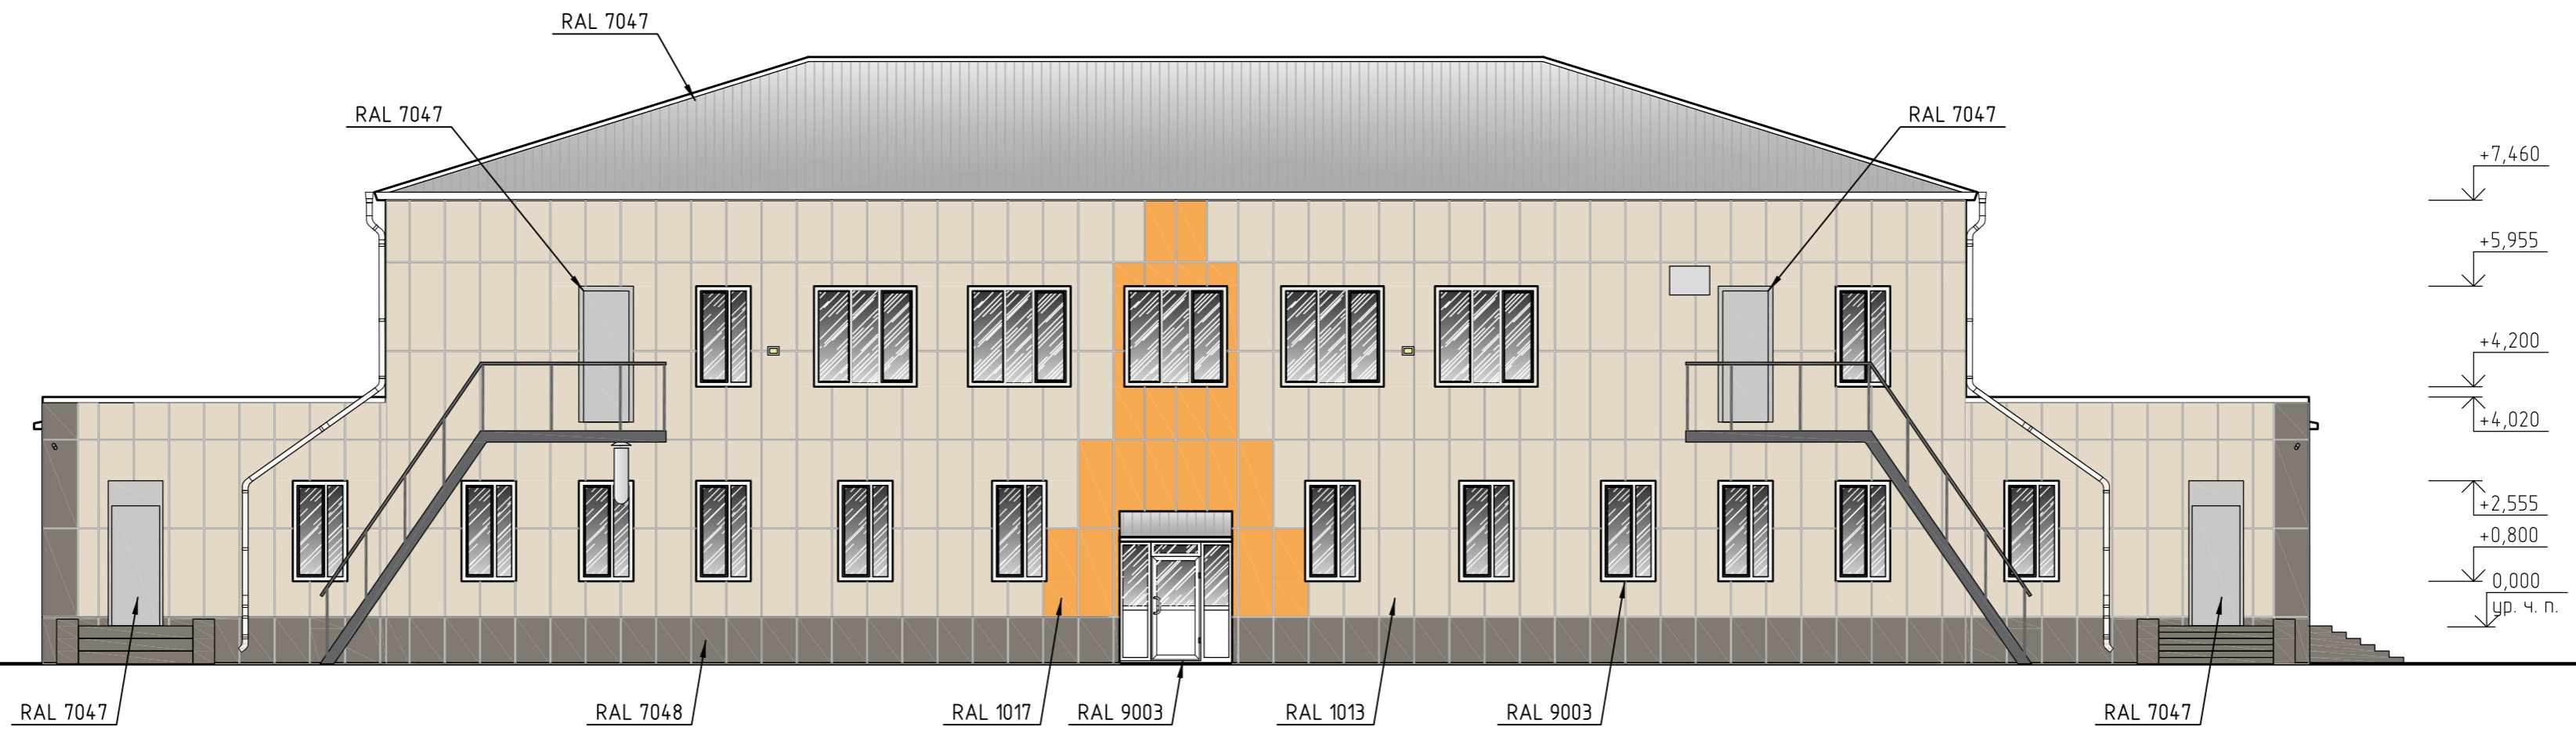 RAL 7047
RAL 7047
RAL 7047
+7,460
+5,955
+4,200
+4,020
+2,555
+0,800
0,000
ур. ч. п.
RAL 7047
RAL 7048
RAL 1017
RAL 9003
RAL 1013
RAL 9003
RAL 7047